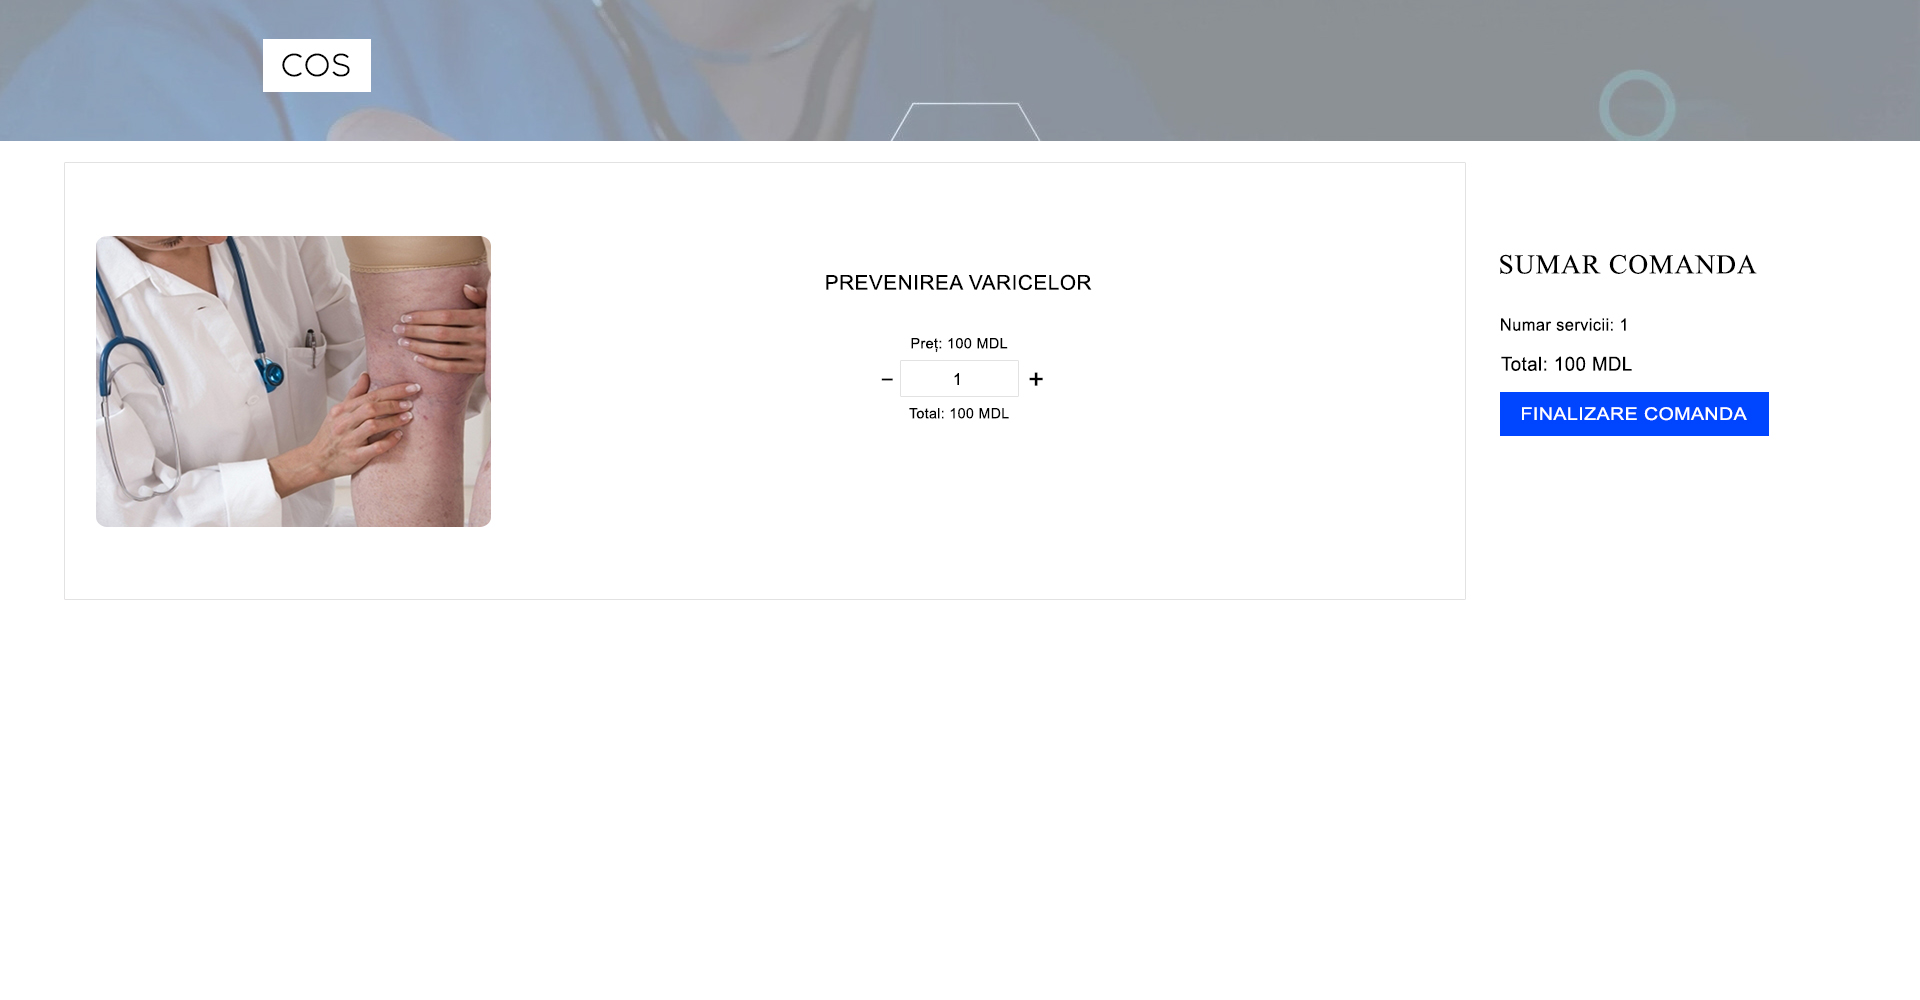 COS
PREVENIREA VARICELOR
Preț: 100 MDL
− 1 +
Total: 100 MDL
SUMAR COMANDA
Numar servicii: 1
Total: 100 MDL
FINALIZARE COMANDA